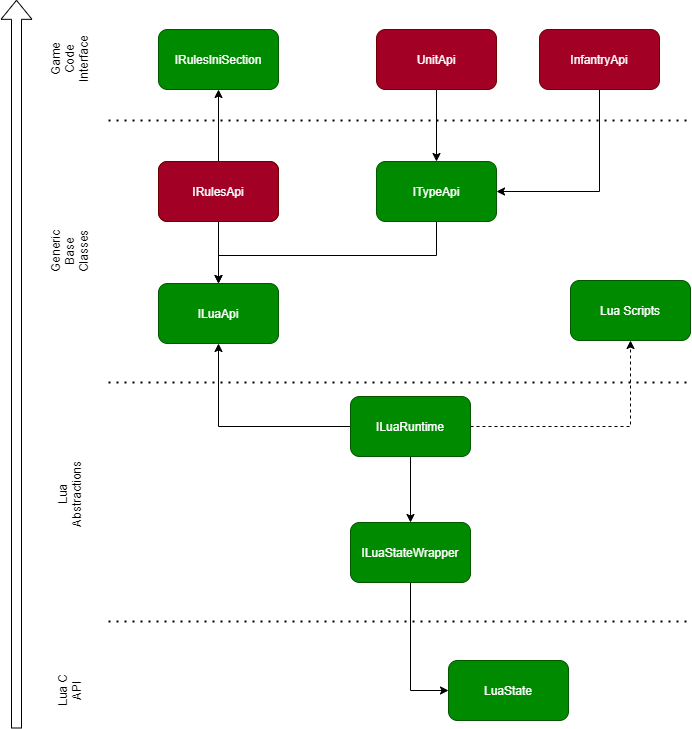 Game
Code
Interface
IRulesIniSection
UnitApi
InfantryApi
Generic
Base
Classes
IRulesApi
ITypeApi
ILuaApi
Lua Scripts
Lua
Abstractions
ILuaRuntime
ILuaStateWrapper
Lua C
API
LuaState